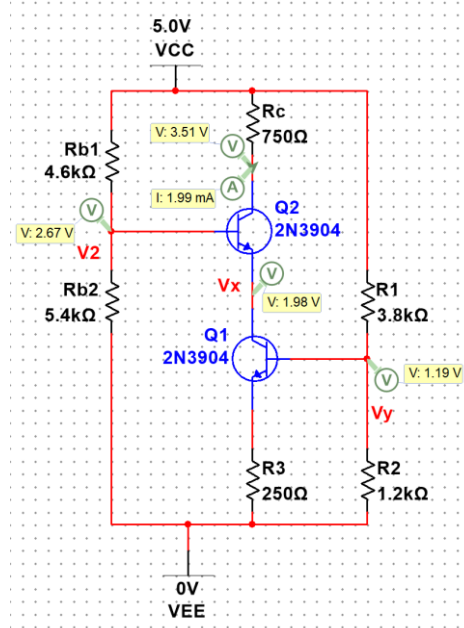 5.0V
VCC
Rc
750Ω
V: 3.51 V
V
Rb1
4.6kΩ
I: 1.99 mA
A
V
Q2
2N3904
V: 2.67 V
V2
V
Vx
V: 1.98 V
Rb2
5.4kΩ
R1
3.8kΩ
Q1
2N3904
V
V: 1.19 V
Vy
R3
250Ω
R2
1.2kΩ
0V
VEE